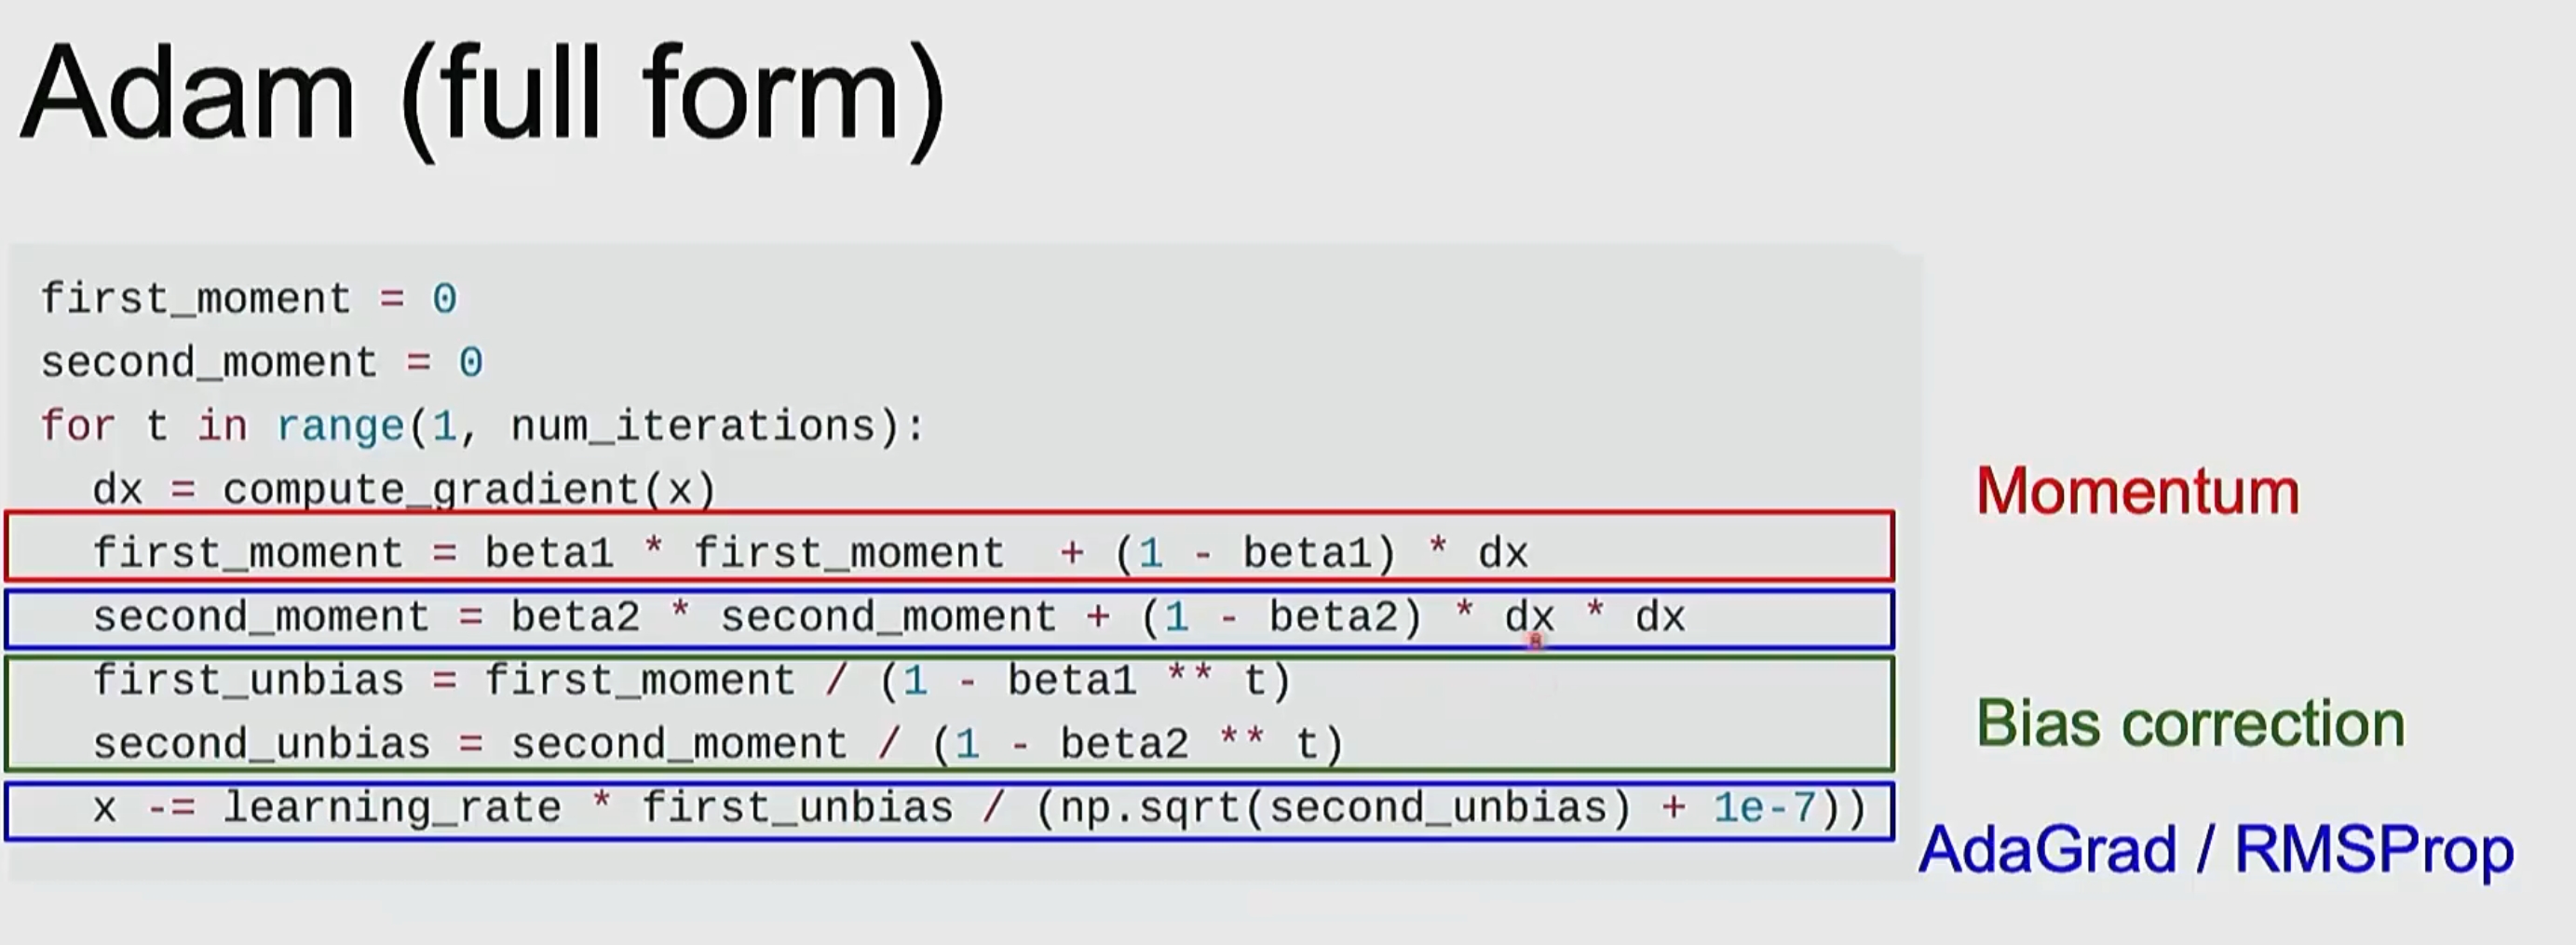 Adam (full form)
first_moment = 0
second_moment = 0
for t in range(1, num_iterations):
  dx = compute_gradient(x)
Momentum
  first_moment = beta1 * first_moment  + (1 - beta1) * dx
  second_moment = beta2 * second_moment + (1 - beta2) * dx * dx
  first_unbias = first_moment / (1 - beta1 ** t)
  second_unbias = second_moment / (1 - beta2 ** t)
Bias correction
  x -= learning_rate * first_unbias / (np.sqrt(second_unbias) + 1e-7))
AdaGrad / RMSProp